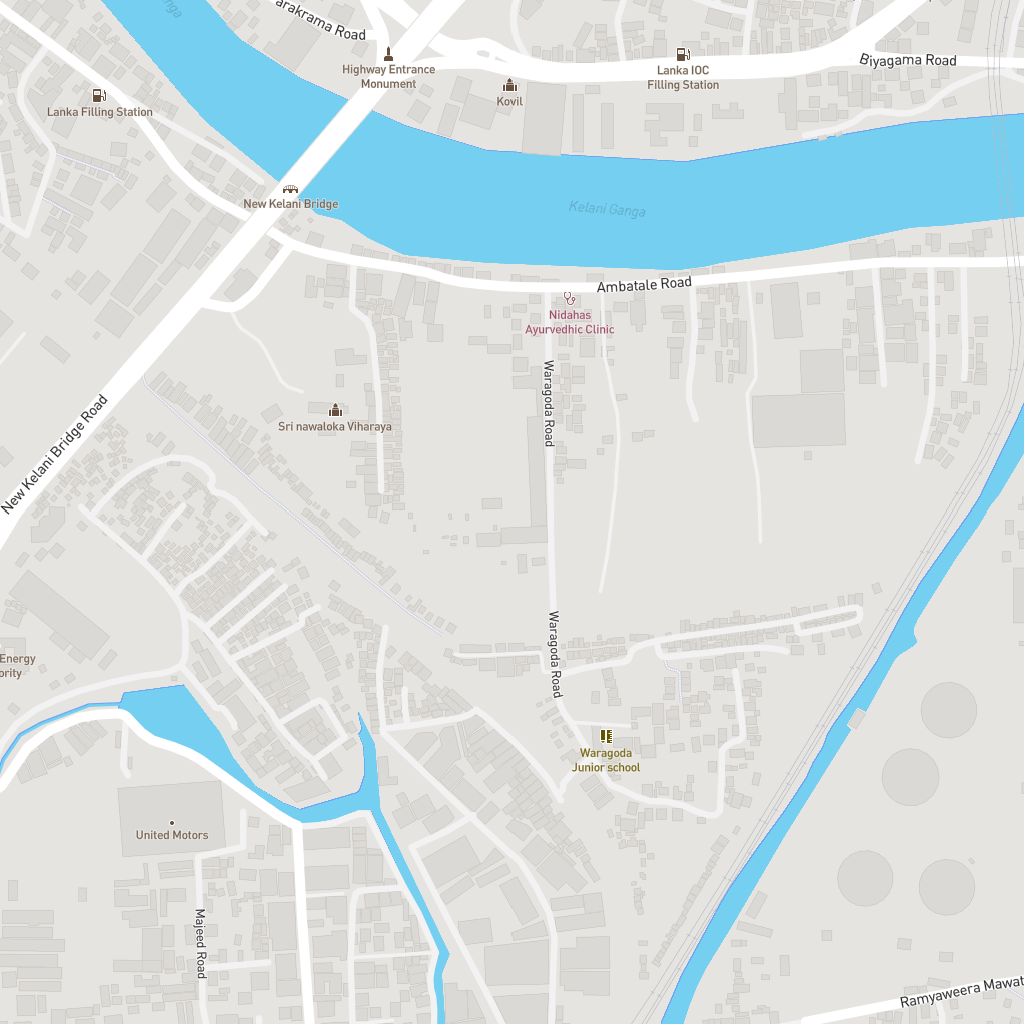 arakrama Road
anga
Highway Entrance
Monument
Lanka IOC
Filling Station
Biyagama Road
Kovil
Lanka Filling Station
New Kelani Bridge
Kelani Ganga
Ambatale Road
Nidahas
Ayurvedhic Clinic
Waragoda Road
Sri nawaloka Viharaya
New Kelani Bridge Road
Waragoda Road
Energy
ority
Waragoda
Junior school
United Motors
Majeed Road
Ramyaweera Mawat